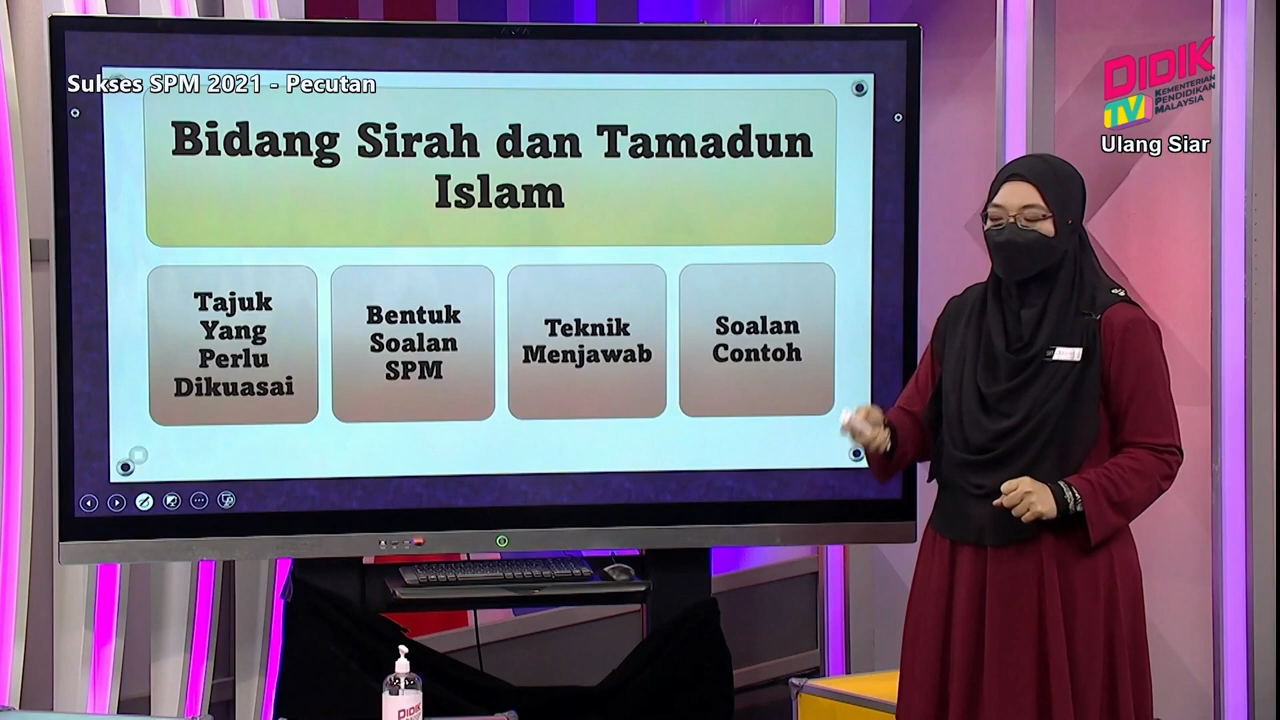 Sukses SPM 2021 - Pecutan
DIDIK
TV
KEMENTERIAN
PENDIDIKAN
MALAYSIA
Ulang Siar
Bidang Sirah dan Tamadun
Islam
Tajuk
Yang
Perlu
Dikuasai
Bentuk
Soalan
SPM
Teknik
Menjawab
Soalan
Contoh
DIDIK